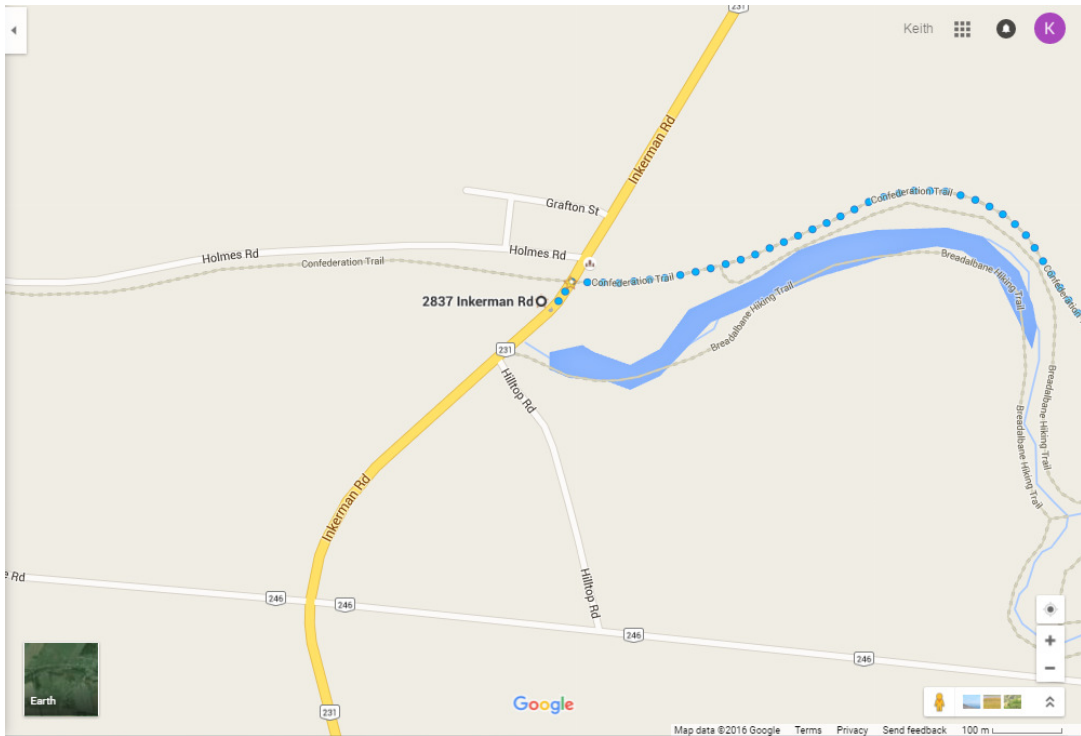 231
Keith
K
Inkerman Rd
Grafton St
Confederation Trail
Holmes Rd
Holmes Rd
Confederation Trail
Breadalbane Hiking Trail
Confederation
Confederation Trail
2837 Inkerman Rd
Breadalbane Hiking Trail
231
Hilltop Rd
Breadalbane Hiking Trail
Breadalbane Hiking Trail
Inkerman Rd
e Rd
Hilltop Rd
246
246
246
246
Earth
231
Google
Map data ©2016 Google Terms Privacy Send feedback 100 m